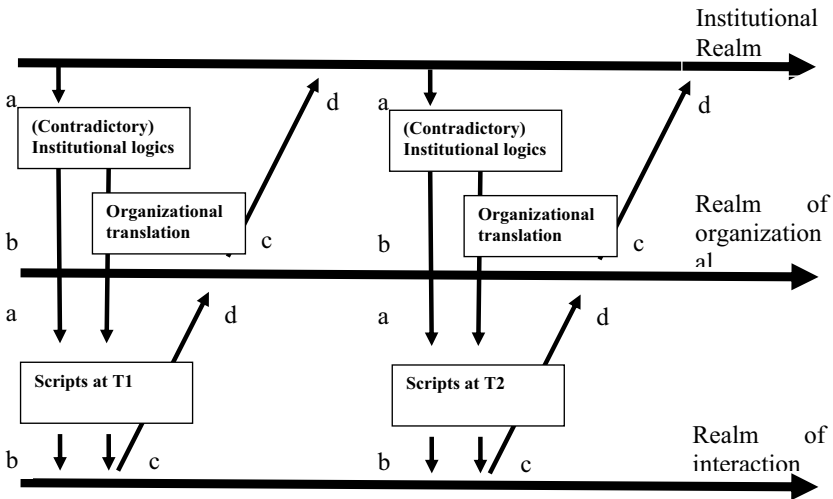 Institutional
Realm
a
d
a
d
(Contradictory)
Institutional logics
(Contradictory)
Institutional logics
Organizational
translation
Organizational
translation
Realm of
organization
al
b
c
b
c
a
d
a
d
Scripts at T1
Scripts at T2
Realm of
interaction
b
c
b
c